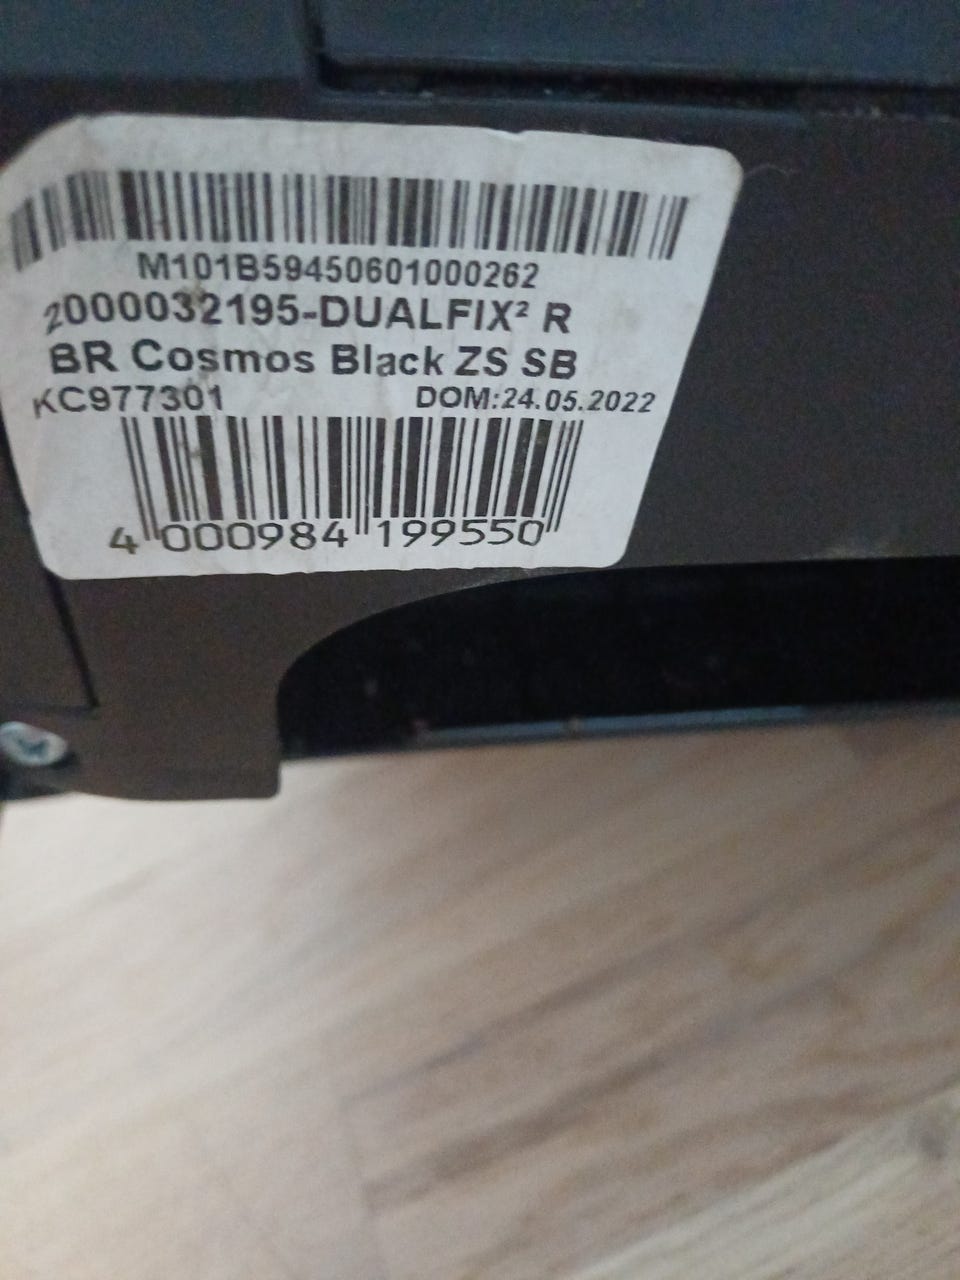 M101B59450601000262
2000032195-DUALFIX² R
BR Cosmos Black ZS SB
KC977301 DOM:24.05.2022
4 000984 199550